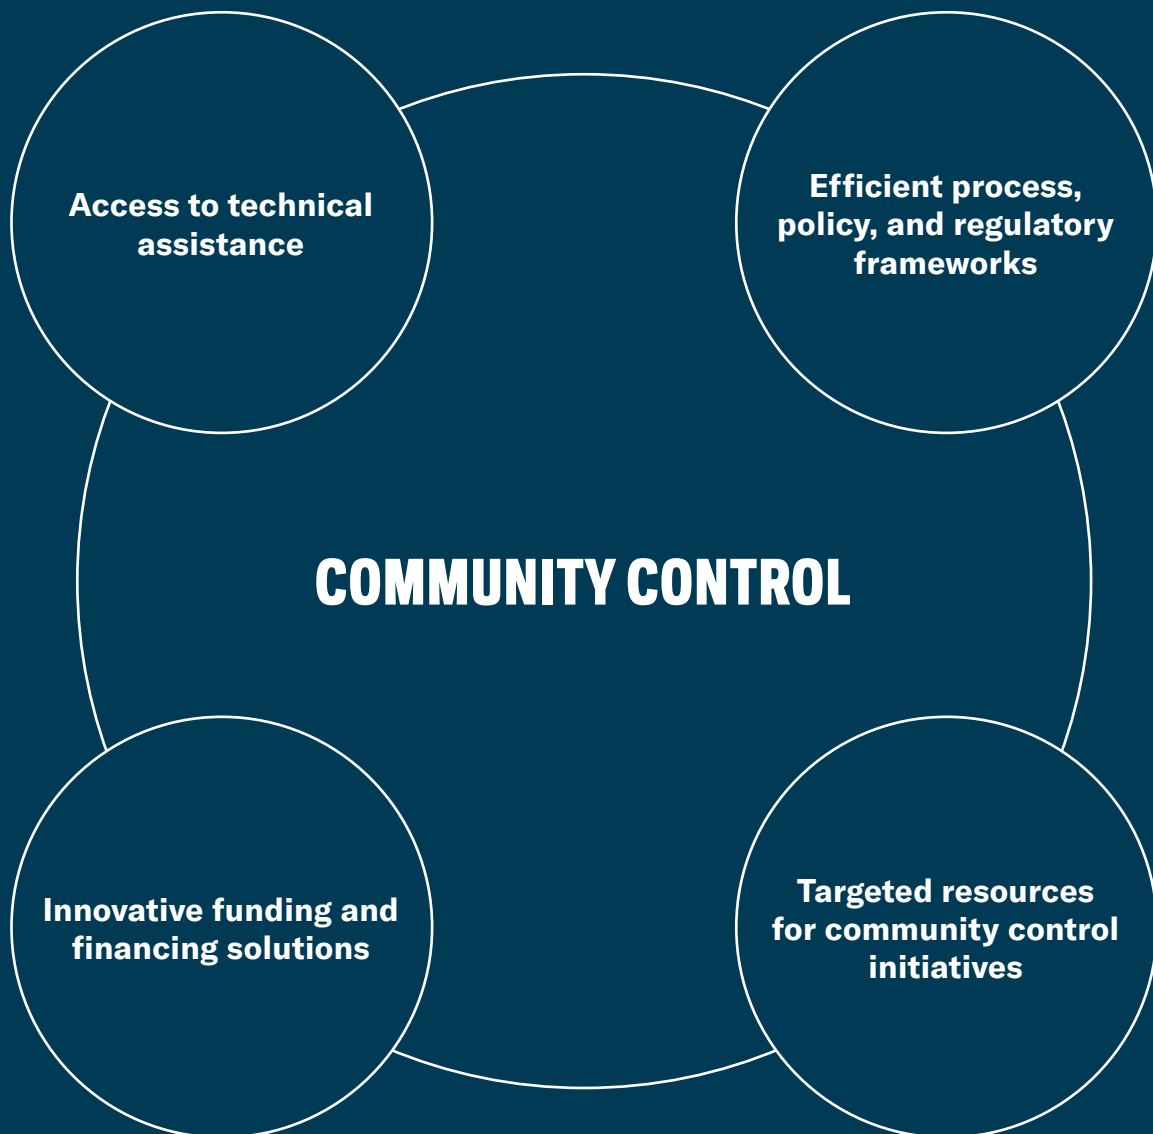 Access to technical
assistance
Efficient process,
policy, and regulatory
frameworks
COMMUNITY CONTROL
Innovative funding and
financing solutions
Targeted resources
for community control
initiatives